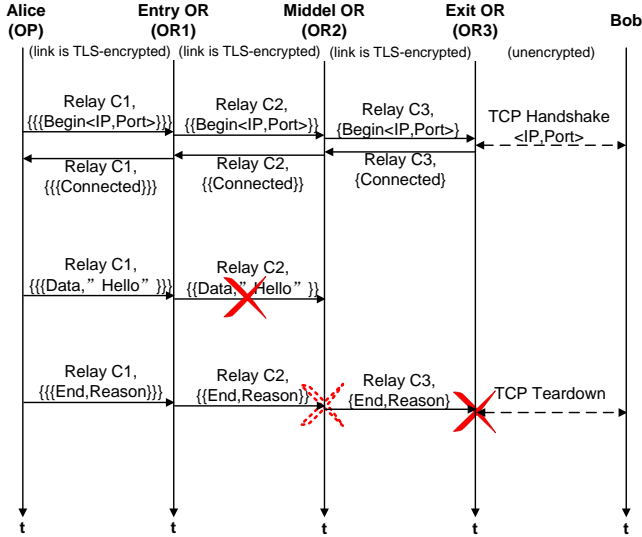 Alice
(OP)
Entry OR
(OR1)
Middel OR
(OR2)
Exit OR
(OR3)
Bob
(link is TLS-encrypted)
(link is TLS-encrypted)
(link is TLS-encrypted)
(unencrypted)
Relay C1,
{{{Begin<IP,Port>}}}
Relay C2,
{{Begin<IP,Port>}}
Relay C3,
{Begin<IP,Port>}
TCP Handshake
<IP,Port>
Relay C1,
{{{Connected}}}
Relay C2,
{{Connected}}
Relay C3,
{Connected}
Relay C1,
{{{Data,”Hello”}}}
Relay C2,
{{Data,”Hello”}}
Relay C1,
{{{End,Reason}}}
Relay C2,
{{End,Reason}}
Relay C3,
{End,Reason}
TCP Teardown
t
t
t
t
t